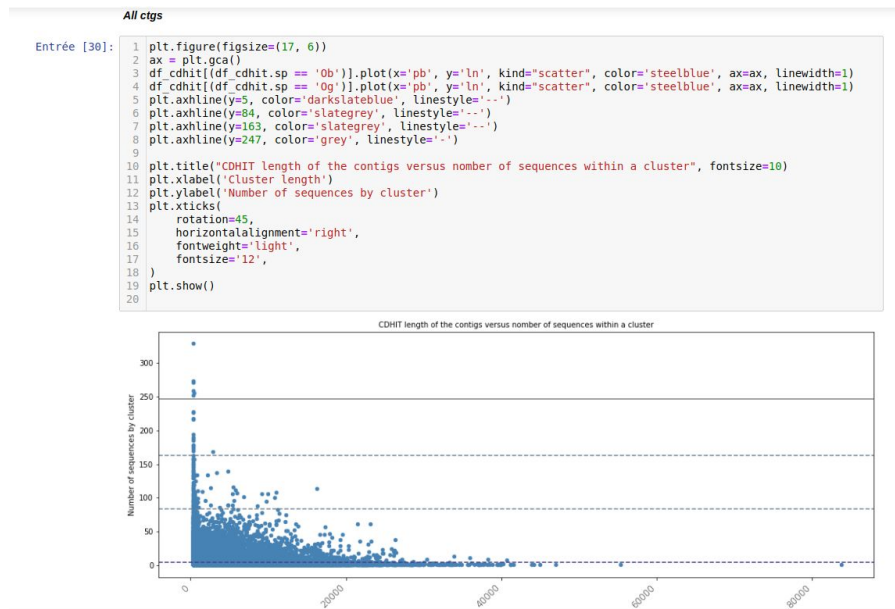 All ctgs
Entrée [30]:
1 plt.figure(figsize=(17, 6))
2 ax = plt.gca()
3 df_cdhit[(df_cdhit.sp == 'Ob')].plot(x='pb', y='ln', kind="scatter", color='steelblue', ax=ax, linewidth=1)
4 df_cdhit[(df_cdhit.sp == 'Og')].plot(x='pb', y='ln', kind="scatter", color='steelblue', ax=ax, linewidth=1)
5 plt.axhline(y=5, color='darkslateblue', linestyle='--')
6 plt.axhline(y=84, color='slategrey', linestyle='--')
7 plt.axhline(y=163, color='slategrey', linestyle='--')
8 plt.axhline(y=247, color='grey', linestyle='-')
9
10 plt.title("CDHIT length of the contigs versus nomber of sequences within a cluster", fontsize=10)
11 plt.xlabel('Cluster length')
12 plt.ylabel('Number of sequences by cluster')
13 plt.xticks(
14     rotation=45,
15     horizontalalignment='right',
16     fontweight='light',
17     fontsize='12',
18 )
19 plt.show()
20
CDHIT length of the contigs versus nomber of sequences within a cluster
Number of sequences by cluster
300
250
200
150
100
50
0
0
20000
40000
60000
80000